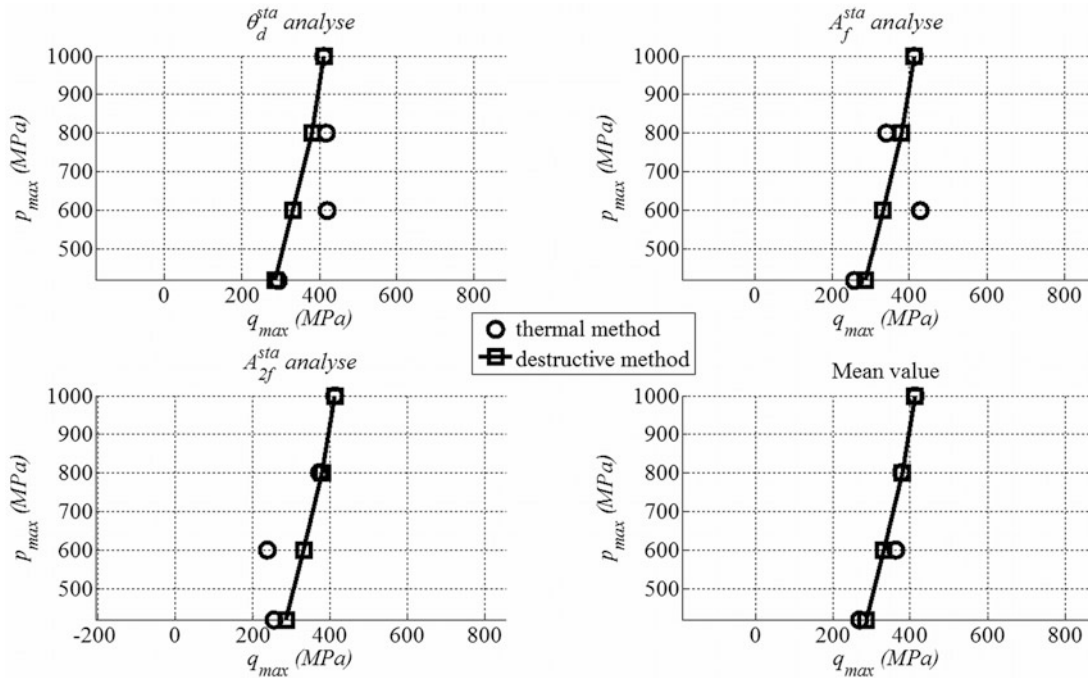 θ_d^sta analyse
1000
900
800
700
600
500
p_max (MPa)
0 200 400 600 800
q_max (MPa)
A_f^sta analyse
1000
900
800
700
600
500
p_max (MPa)
0 200 400 600 800
q_max (MPa)
thermal method
destructive method
A_2f^sta analyse
1000
900
800
700
600
500
p_max (MPa)
-200 0 200 400 600 800
q_max (MPa)
Mean value
1000
900
800
700
600
500
p_max (MPa)
0 200 400 600 800
q_max (MPa)